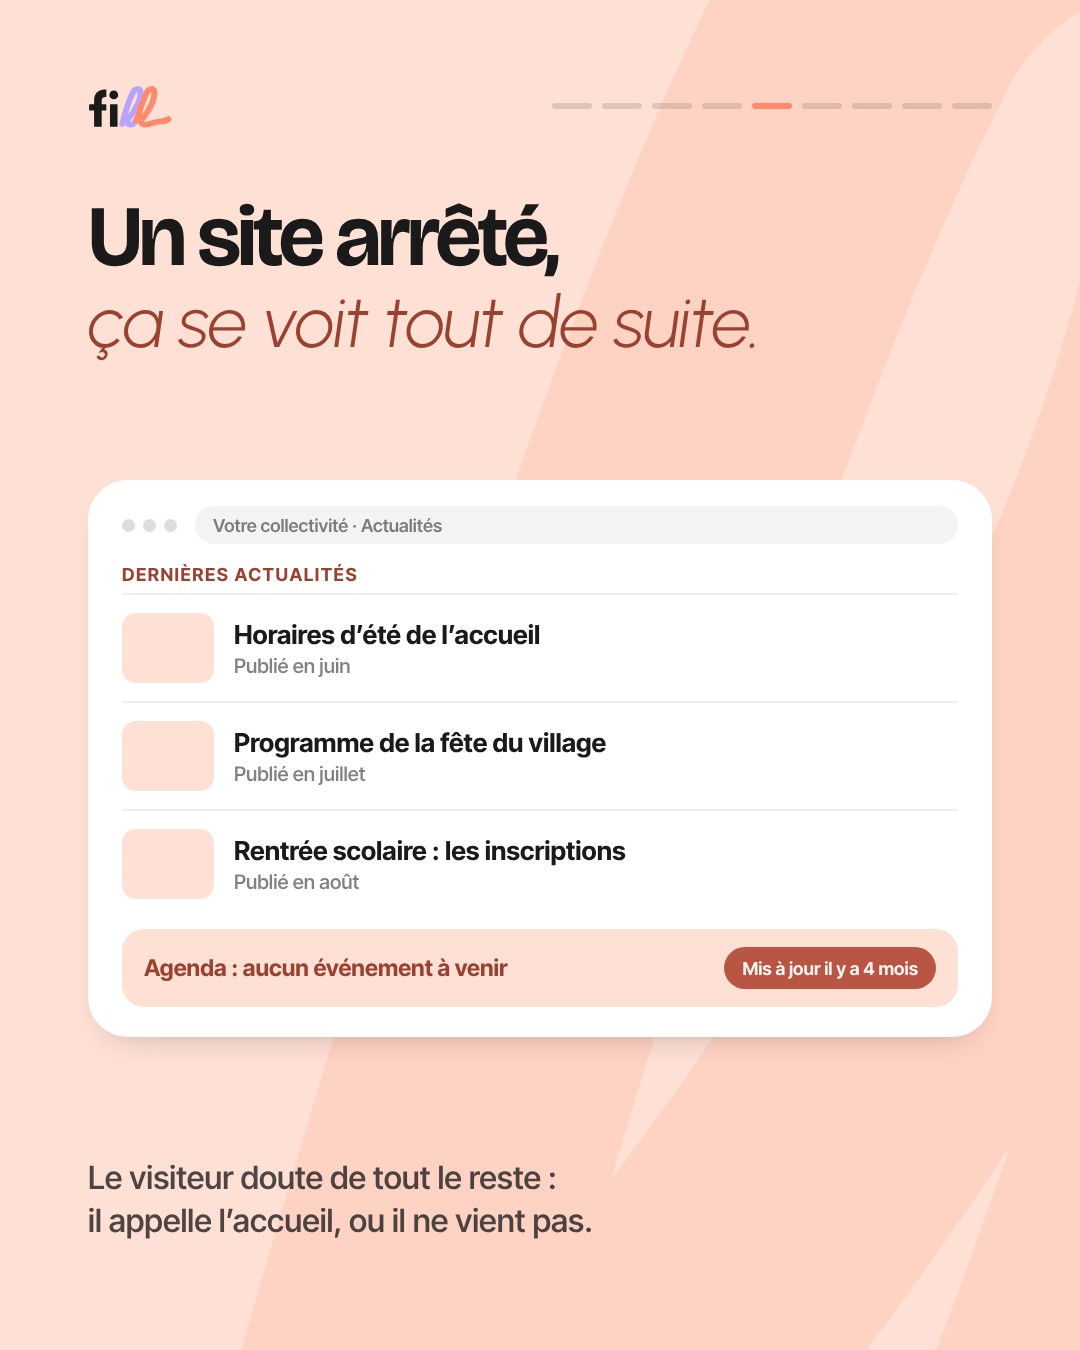 fill
Un site arrêté,
ça se voit tout de suite.
Votre collectivité · Actualités
DERNIÈRES ACTUALITÉS
Horaires d’été de l’accueil
Publié en juin
Programme de la fête du village
Publié en juillet
Rentrée scolaire : les inscriptions
Publié en août
Agenda : aucun événement à venir
Mis à jour il y a 4 mois
Le visiteur doute de tout le reste :
il appelle l’accueil, ou il ne vient pas.